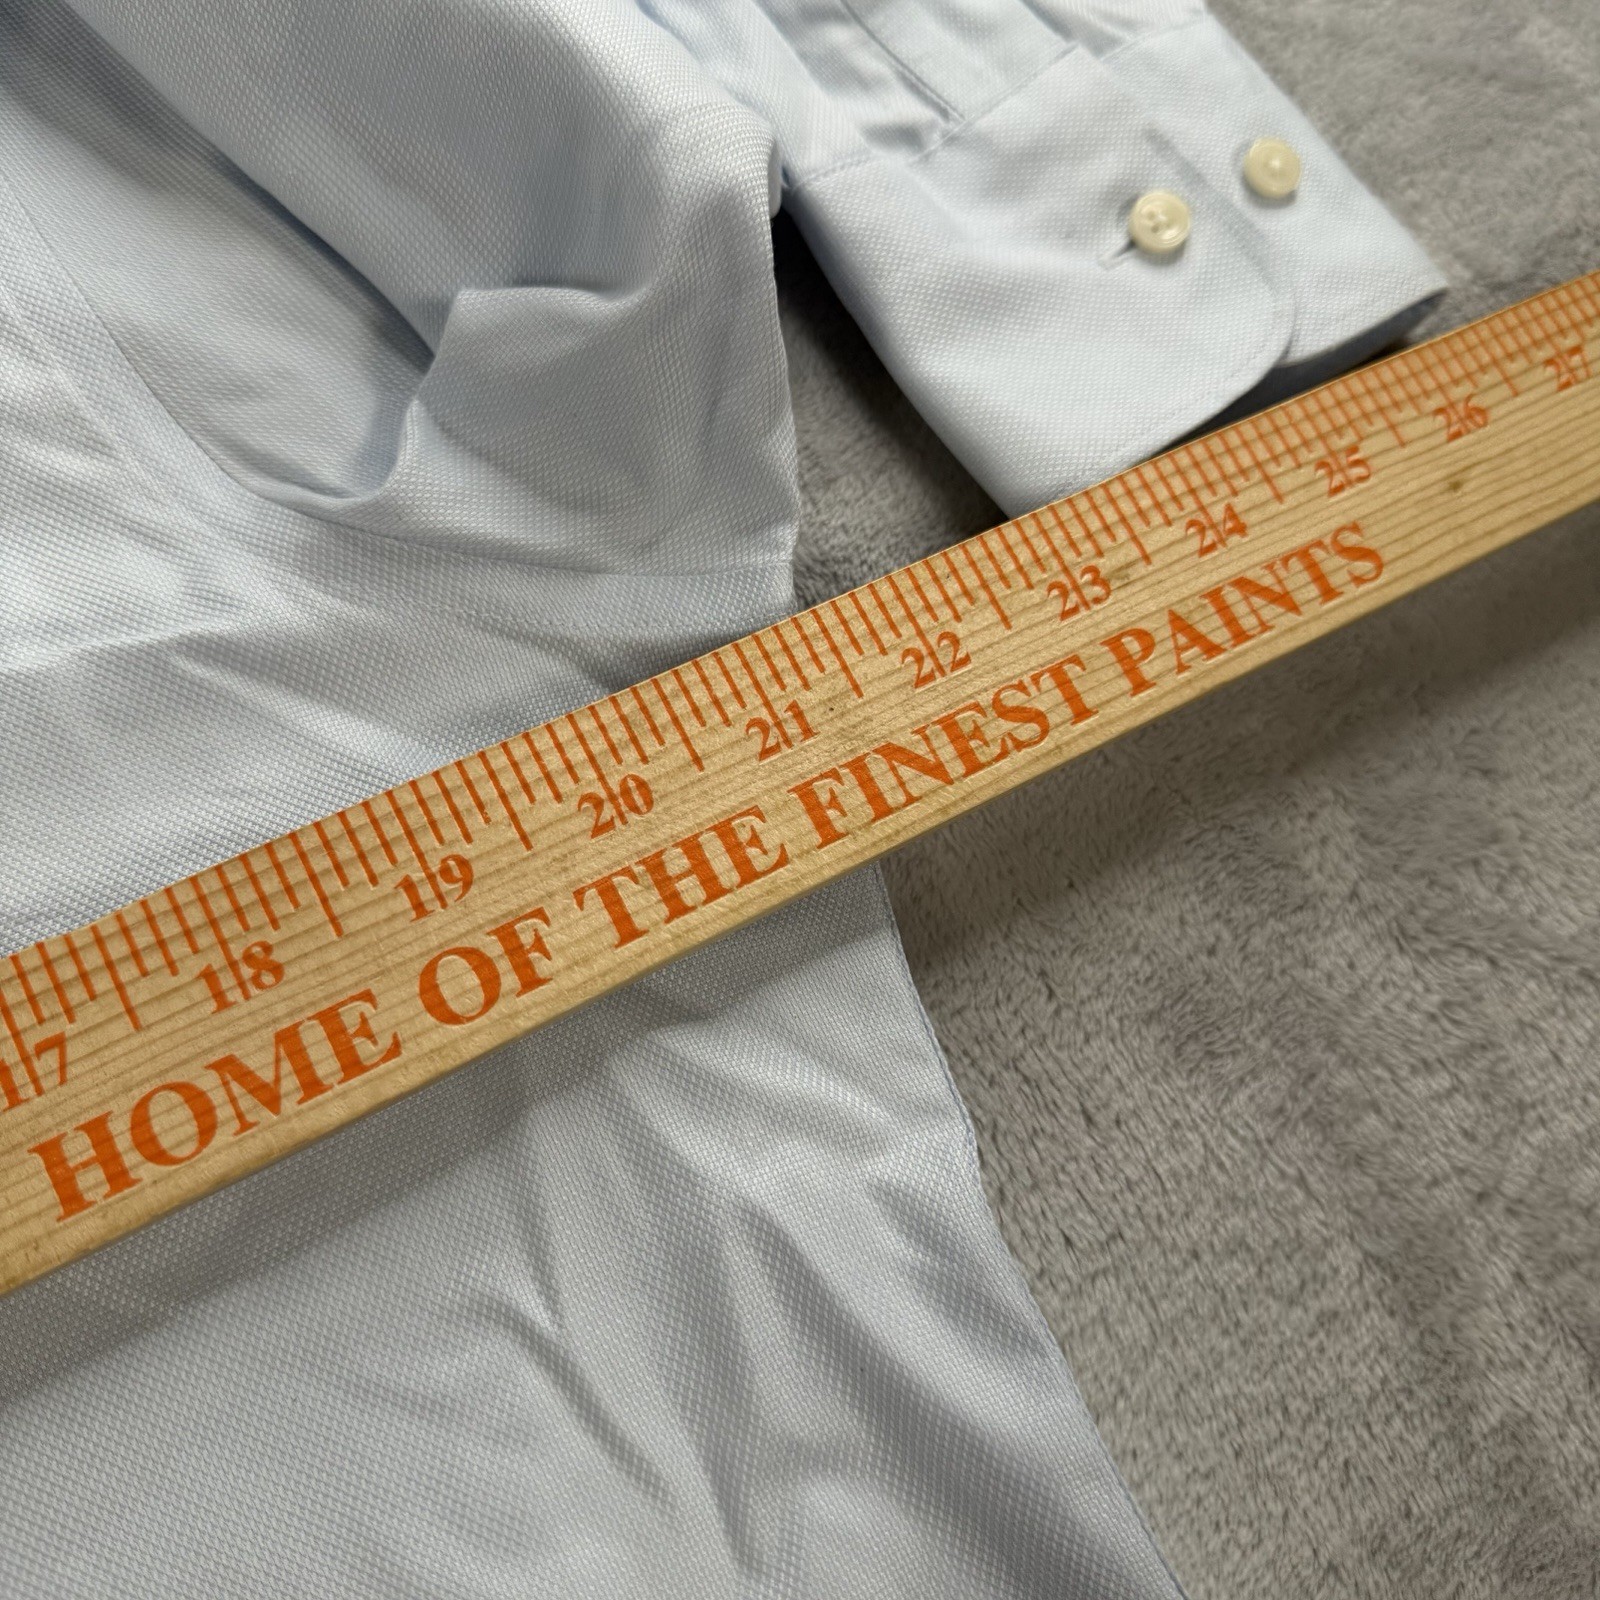 17 18 19 20 21 22 23 24 25 26 27
HOME OF THE FINEST PAINTS